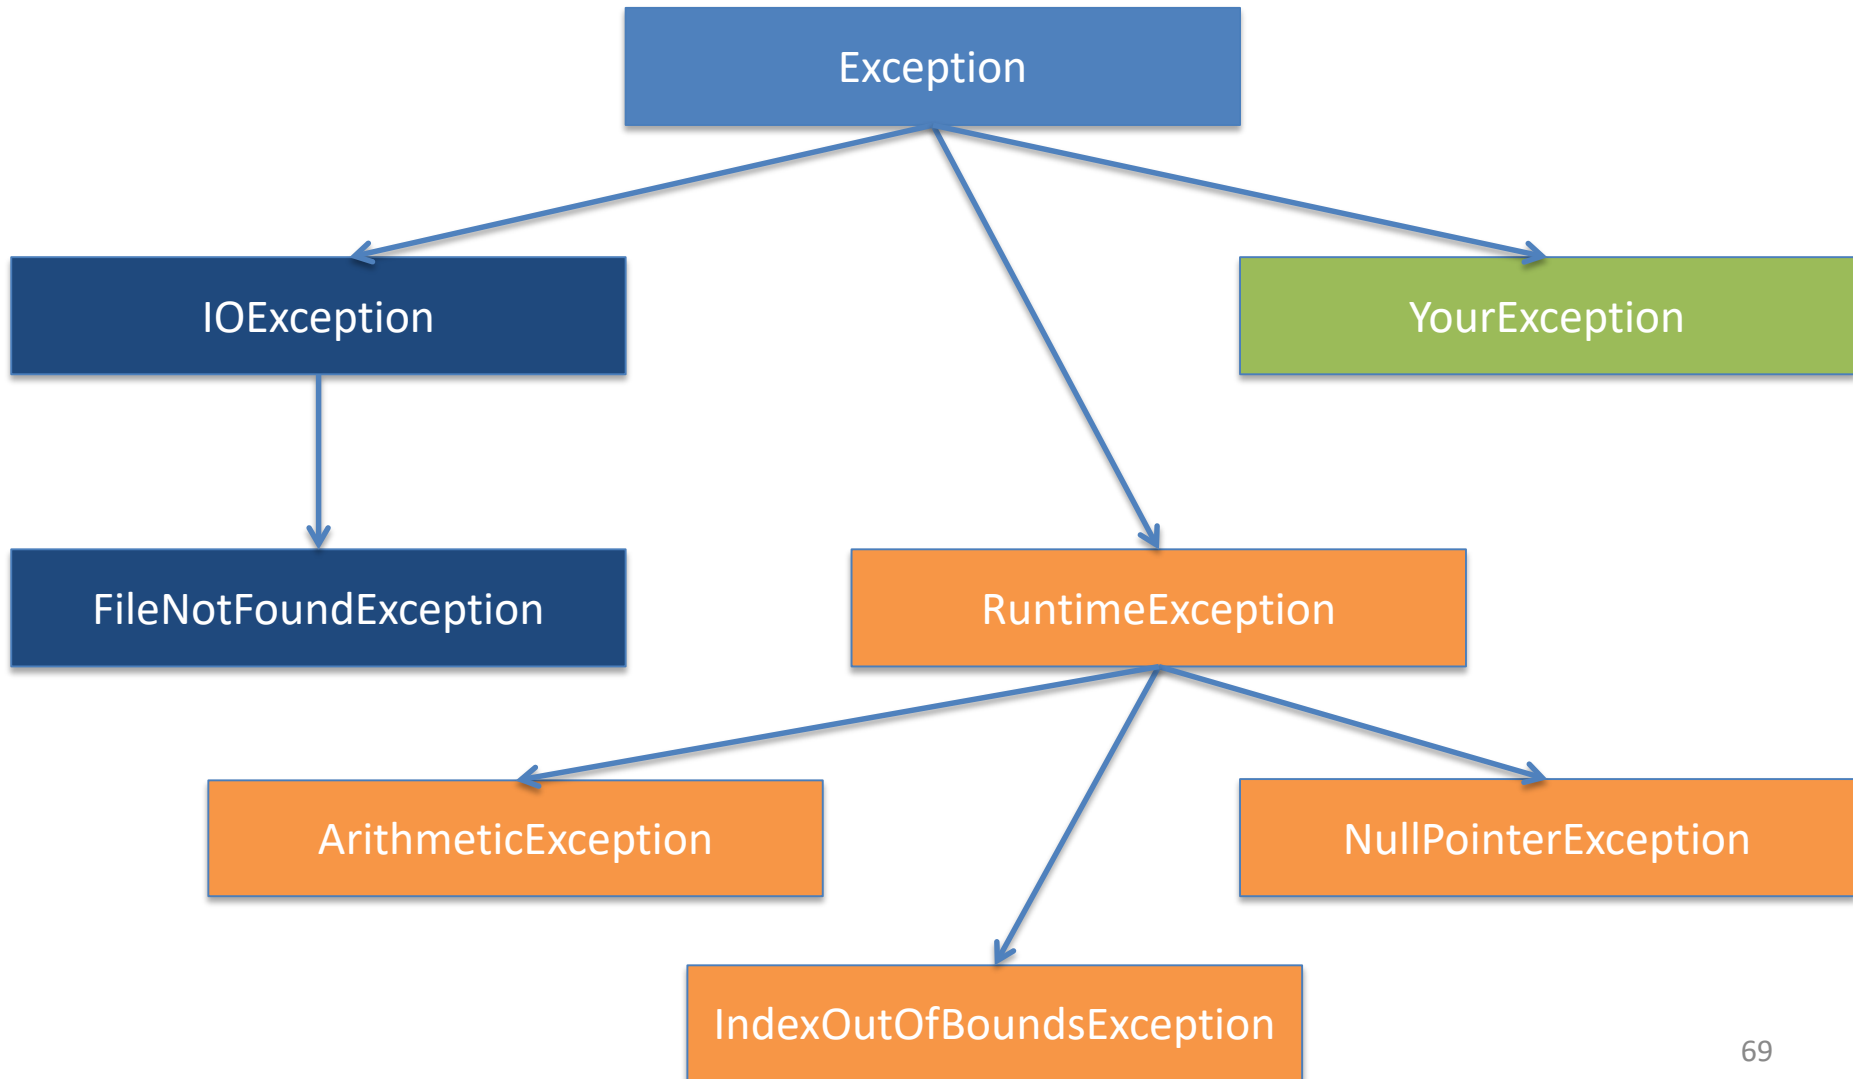 Exception
IOException
YourException
FileNotFoundException
RuntimeException
ArithmeticException
NullPointerException
IndexOutOfBoundsException
69